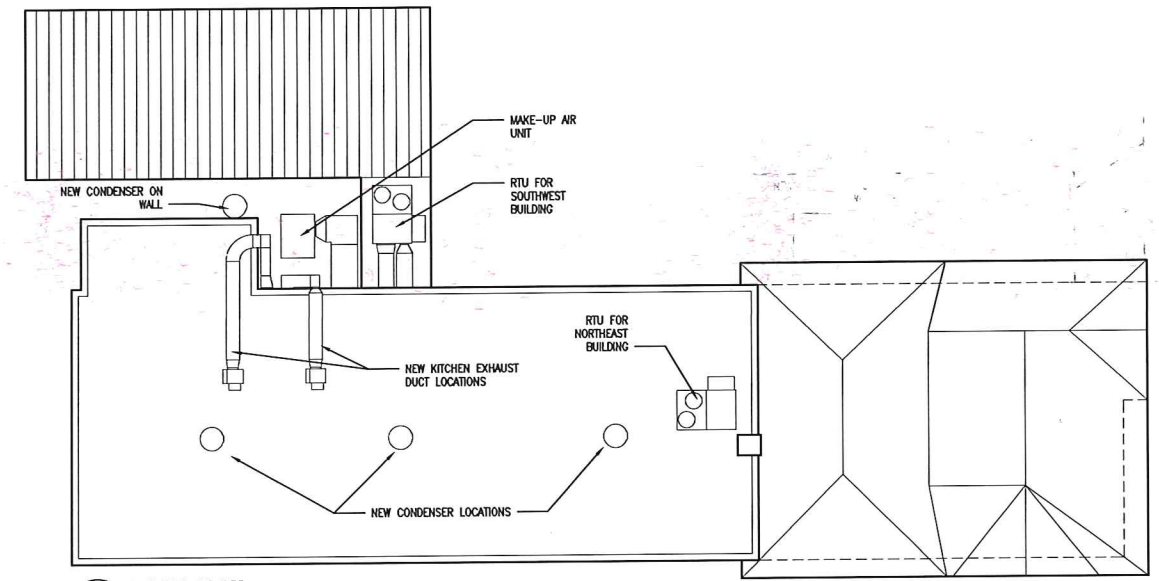 MAKE-UP AIR
UNIT
RTU FOR
SOUTHWEST
BUILDING
NEW CONDENSER ON
WALL
RTU FOR
NORTHEAST
BUILDING
NEW KITCHEN EXHAUST
DUCT LOCATIONS
NEW CONDENSER LOCATIONS